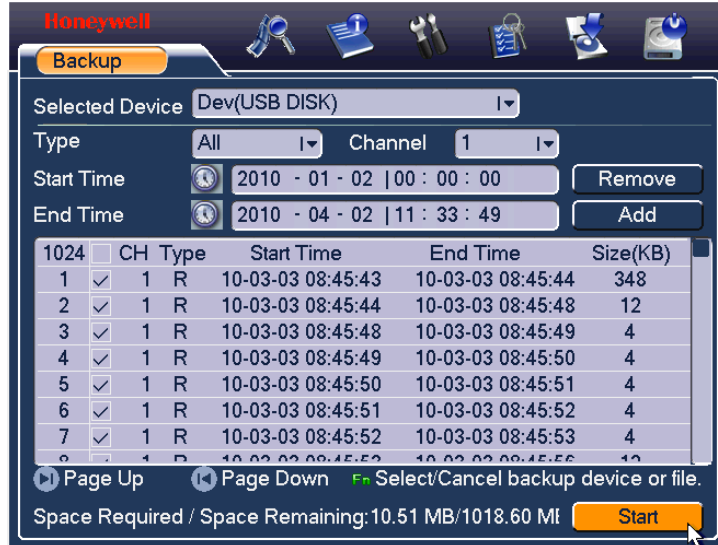 Honeywell
Backup
Selected Device Dev(USB DISK)
Type All Channel 1
Start Time 2010 - 01 - 02 | 00 : 00 : 00 Remove
End Time 2010 - 04 - 02 | 11 : 33 : 49 Add
1024 CH Type Start Time End Time Size(KB)
1 1 R 10-03-03 08:45:43 10-03-03 08:45:44 348
2 1 R 10-03-03 08:45:44 10-03-03 08:45:48 12
3 1 R 10-03-03 08:45:48 10-03-03 08:45:49 4
4 1 R 10-03-03 08:45:49 10-03-03 08:45:50 4
5 1 R 10-03-03 08:45:50 10-03-03 08:45:51 4
6 1 R 10-03-03 08:45:51 10-03-03 08:45:52 4
7 1 R 10-03-03 08:45:52 10-03-03 08:45:53 4
Page Up Page Down Fn Select/Cancel backup device or file.
Space Required / Space Remaining:10.51 MB/1018.60 Start